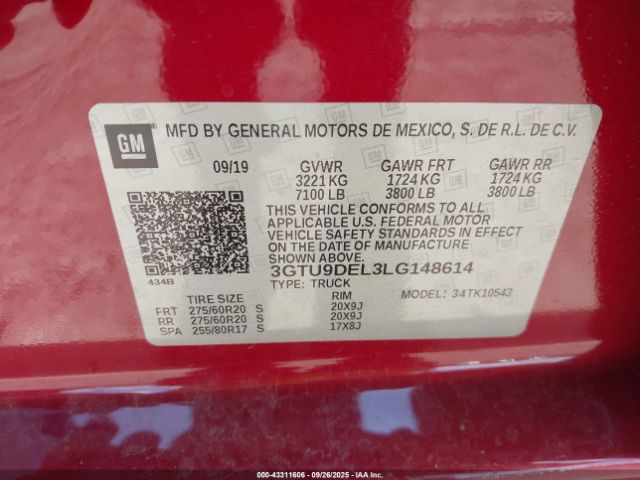 GM MFD BY GENERAL MOTORS DE MEXICO, S. DE R.L. DE C.V.
09/19 GVWR GAWR FRT GAWR RR
3221 KG 1724 KG 1724 KG
7100 LB 3800 LB 3800 LB
THIS VEHICLE CONFORMS TO ALL
APPLICABLE U.S. FEDERAL MOTOR
VEHICLE SAFETY STANDARDS IN EFFECT
ON THE DATE OF MANUFACTURE
SHOWN ABOVE.
3GTU9DEL3LG148614
434B TYPE: TRUCK MODEL: 34TK10543
TIRE SIZE RIM
FRT 275/60R20 S 20X9J
RR 275/60R20 S 20X9J
SPA 255/80R17 S 17X8J
000-43311606 - 09/26/2025 - IAA Inc.